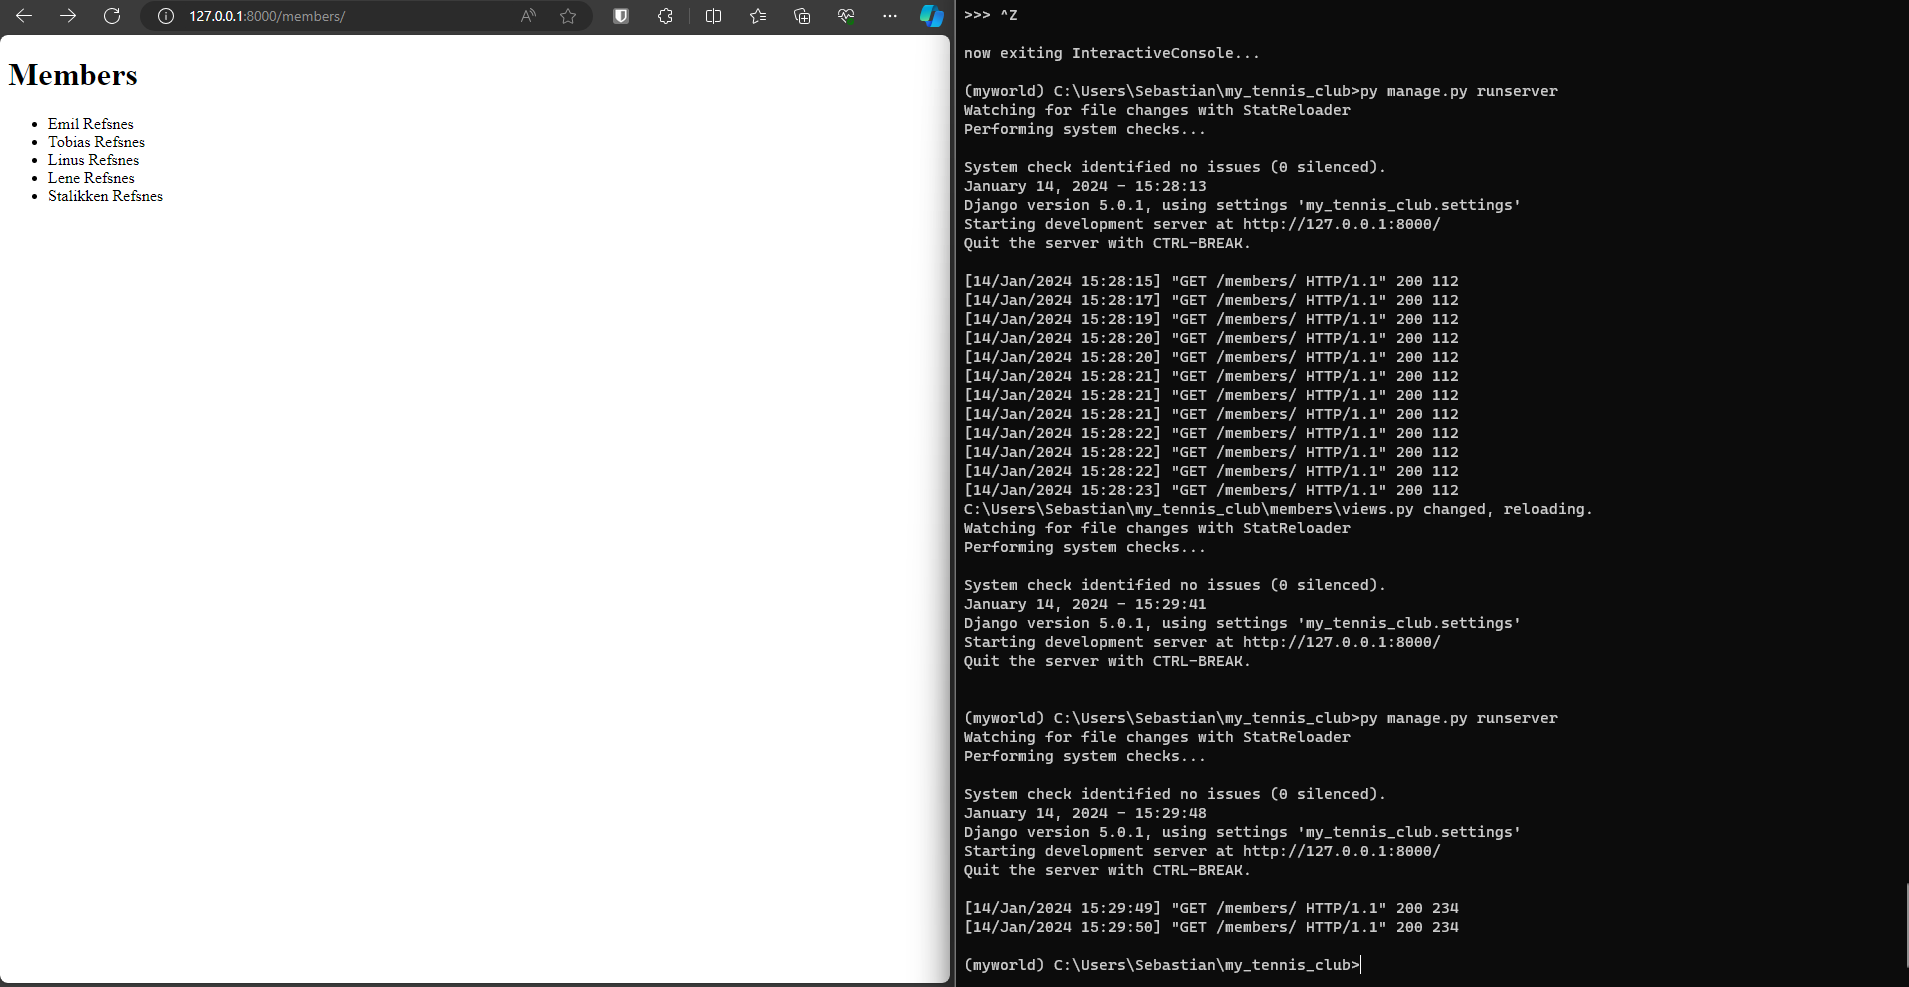 127.0.0.1:8000/members/
Members
• Emil Refsnes
• Tobias Refsnes
• Linus Refsnes
• Lene Refsnes
• Stalikken Refsnes
>>> ^Z
now exiting InteractiveConsole...
(myworld) C:\Users\Sebastian\my_tennis_club>py manage.py runserver
Watching for file changes with StatReloader
Performing system checks...
System check identified no issues (0 silenced).
January 14, 2024 - 15:28:13
Django version 5.0.1, using settings 'my_tennis_club.settings'
Starting development server at http://127.0.0.1:8000/
Quit the server with CTRL-BREAK.
[14/Jan/2024 15:28:15] "GET /members/ HTTP/1.1" 200 112
[14/Jan/2024 15:28:17] "GET /members/ HTTP/1.1" 200 112
[14/Jan/2024 15:28:19] "GET /members/ HTTP/1.1" 200 112
[14/Jan/2024 15:28:20] "GET /members/ HTTP/1.1" 200 112
[14/Jan/2024 15:28:20] "GET /members/ HTTP/1.1" 200 112
[14/Jan/2024 15:28:21] "GET /members/ HTTP/1.1" 200 112
[14/Jan/2024 15:28:21] "GET /members/ HTTP/1.1" 200 112
[14/Jan/2024 15:28:21] "GET /members/ HTTP/1.1" 200 112
[14/Jan/2024 15:28:22] "GET /members/ HTTP/1.1" 200 112
[14/Jan/2024 15:28:22] "GET /members/ HTTP/1.1" 200 112
[14/Jan/2024 15:28:22] "GET /members/ HTTP/1.1" 200 112
[14/Jan/2024 15:28:23] "GET /members/ HTTP/1.1" 200 112
C:\Users\Sebastian\my_tennis_club\members\views.py changed, reloading.
Watching for file changes with StatReloader
Performing system checks...
System check identified no issues (0 silenced).
January 14, 2024 - 15:29:41
Django version 5.0.1, using settings 'my_tennis_club.settings'
Starting development server at http://127.0.0.1:8000/
Quit the server with CTRL-BREAK.
(myworld) C:\Users\Sebastian\my_tennis_club>py manage.py runserver
Watching for file changes with StatReloader
Performing system checks...
System check identified no issues (0 silenced).
January 14, 2024 - 15:29:48
Django version 5.0.1, using settings 'my_tennis_club.settings'
Starting development server at http://127.0.0.1:8000/
Quit the server with CTRL-BREAK.
[14/Jan/2024 15:29:49] "GET /members/ HTTP/1.1" 200 234
[14/Jan/2024 15:29:50] "GET /members/ HTTP/1.1" 200 234
(myworld) C:\Users\Sebastian\my_tennis_club>